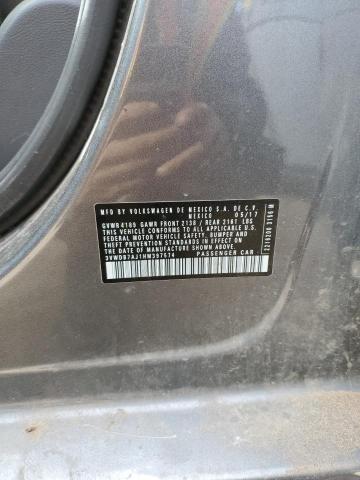 MFD BY VOLKSWAGEN DE MEXICO S.A. DE C.V.
MEXICO 05/17
GVWR 4189 GAWR FRONT 2138 / REAR 2167 LBS
THIS VEHICLE CONFORMS TO ALL APPLICABLE U.S.
FEDERAL MOTOR VEHICLE SAFETY, BUMPER AND
THEFT PREVENTION STANDARDS IN EFFECT ON
THE DATE OF MANUFACTURE SHOWN ABOVE
3VWDB7AJ1HM397614 PASSENGER CAR